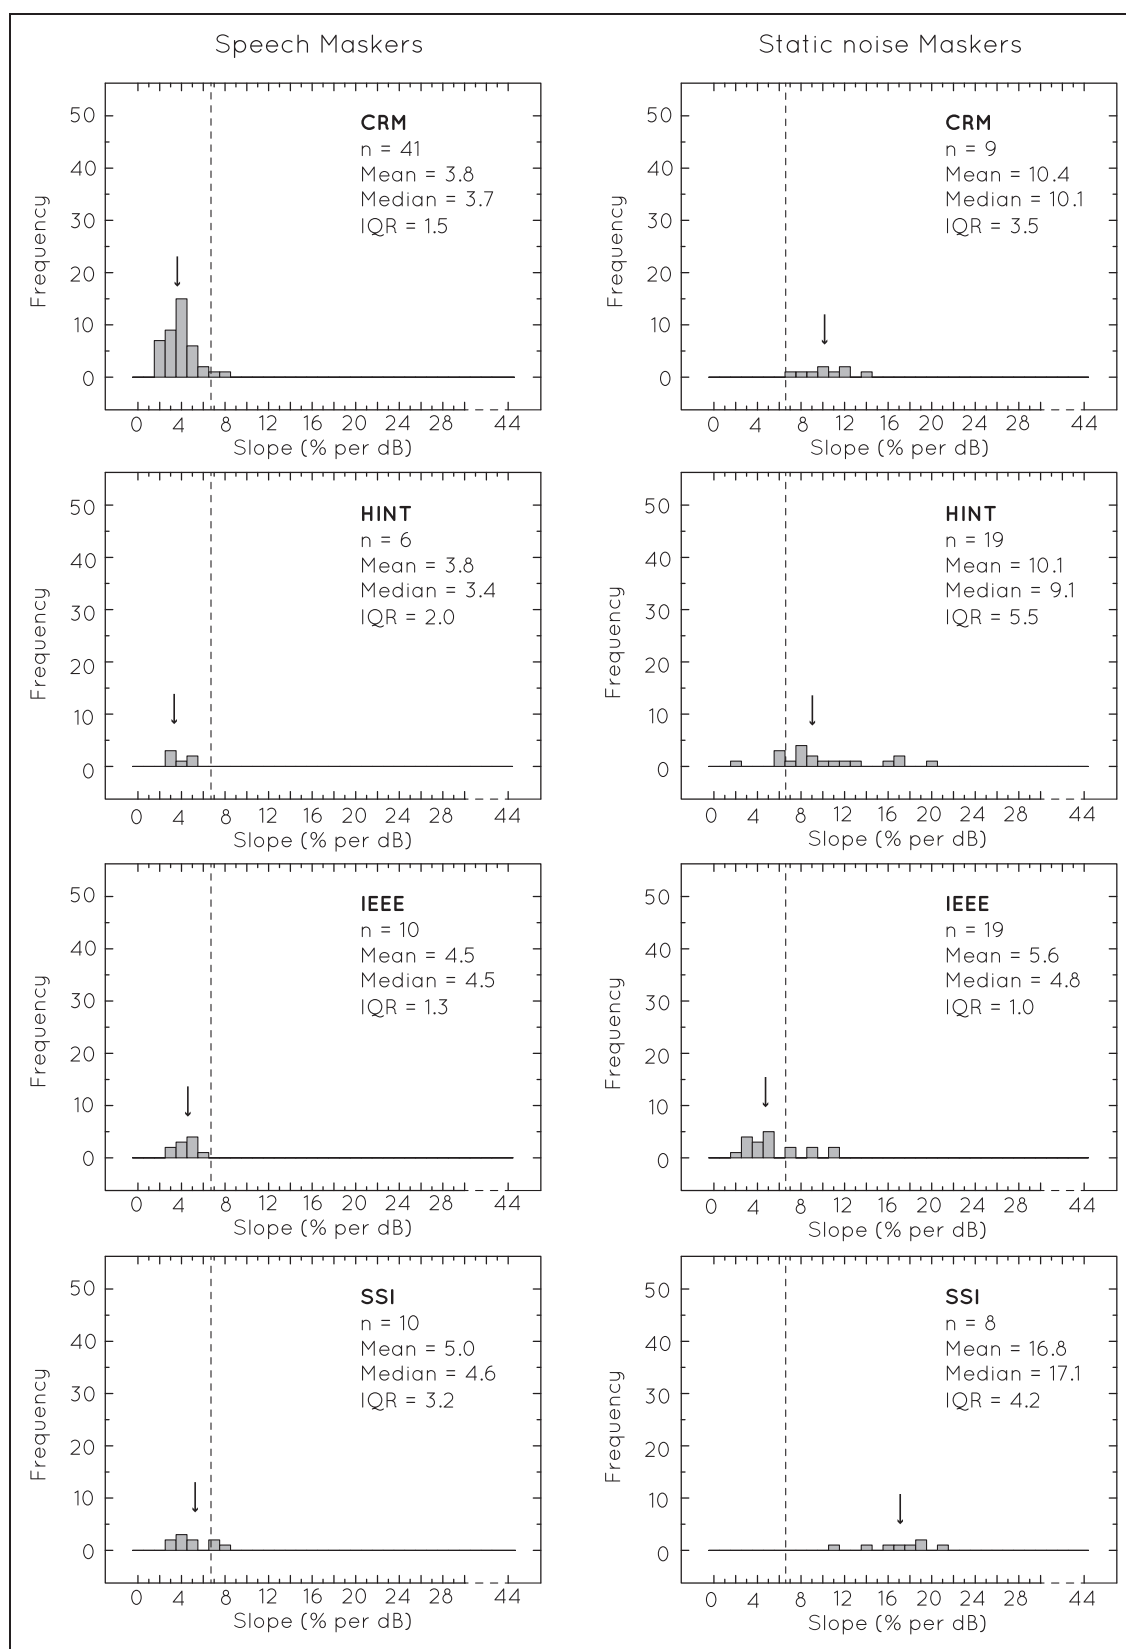 Speech Maskers
Static noise Maskers
50
40
30
20
10
0
Frequency
CRM
n = 41
Mean = 3.8
Median = 3.7
IQR = 1.5
0 4 8 12 16 20 24 28 44
Slope (% per dB)
50
40
30
20
10
0
Frequency
CRM
n = 9
Mean = 10.4
Median = 10.1
IQR = 3.5
0 4 8 12 16 20 24 28 44
Slope (% per dB)
50
40
30
20
10
0
Frequency
HINT
n = 6
Mean = 3.8
Median = 3.4
IQR = 2.0
0 4 8 12 16 20 24 28 44
Slope (% per dB)
50
40
30
20
10
0
Frequency
HINT
n = 19
Mean = 10.1
Median = 9.1
IQR = 5.5
0 4 8 12 16 20 24 28 44
Slope (% per dB)
50
40
30
20
10
0
Frequency
IEEE
n = 10
Mean = 4.5
Median = 4.5
IQR = 1.3
0 4 8 12 16 20 24 28 44
Slope (% per dB)
50
40
30
20
10
0
Frequency
IEEE
n = 19
Mean = 5.6
Median = 4.8
IQR = 1.0
0 4 8 12 16 20 24 28 44
Slope (% per dB)
50
40
30
20
10
0
Frequency
SSI
n = 10
Mean = 5.0
Median = 4.6
IQR = 3.2
0 4 8 12 16 20 24 28 44
Slope (% per dB)
50
40
30
20
10
0
Frequency
SSI
n = 8
Mean = 16.8
Median = 17.1
IQR = 4.2
0 4 8 12 16 20 24 28 44
Slope (% per dB)